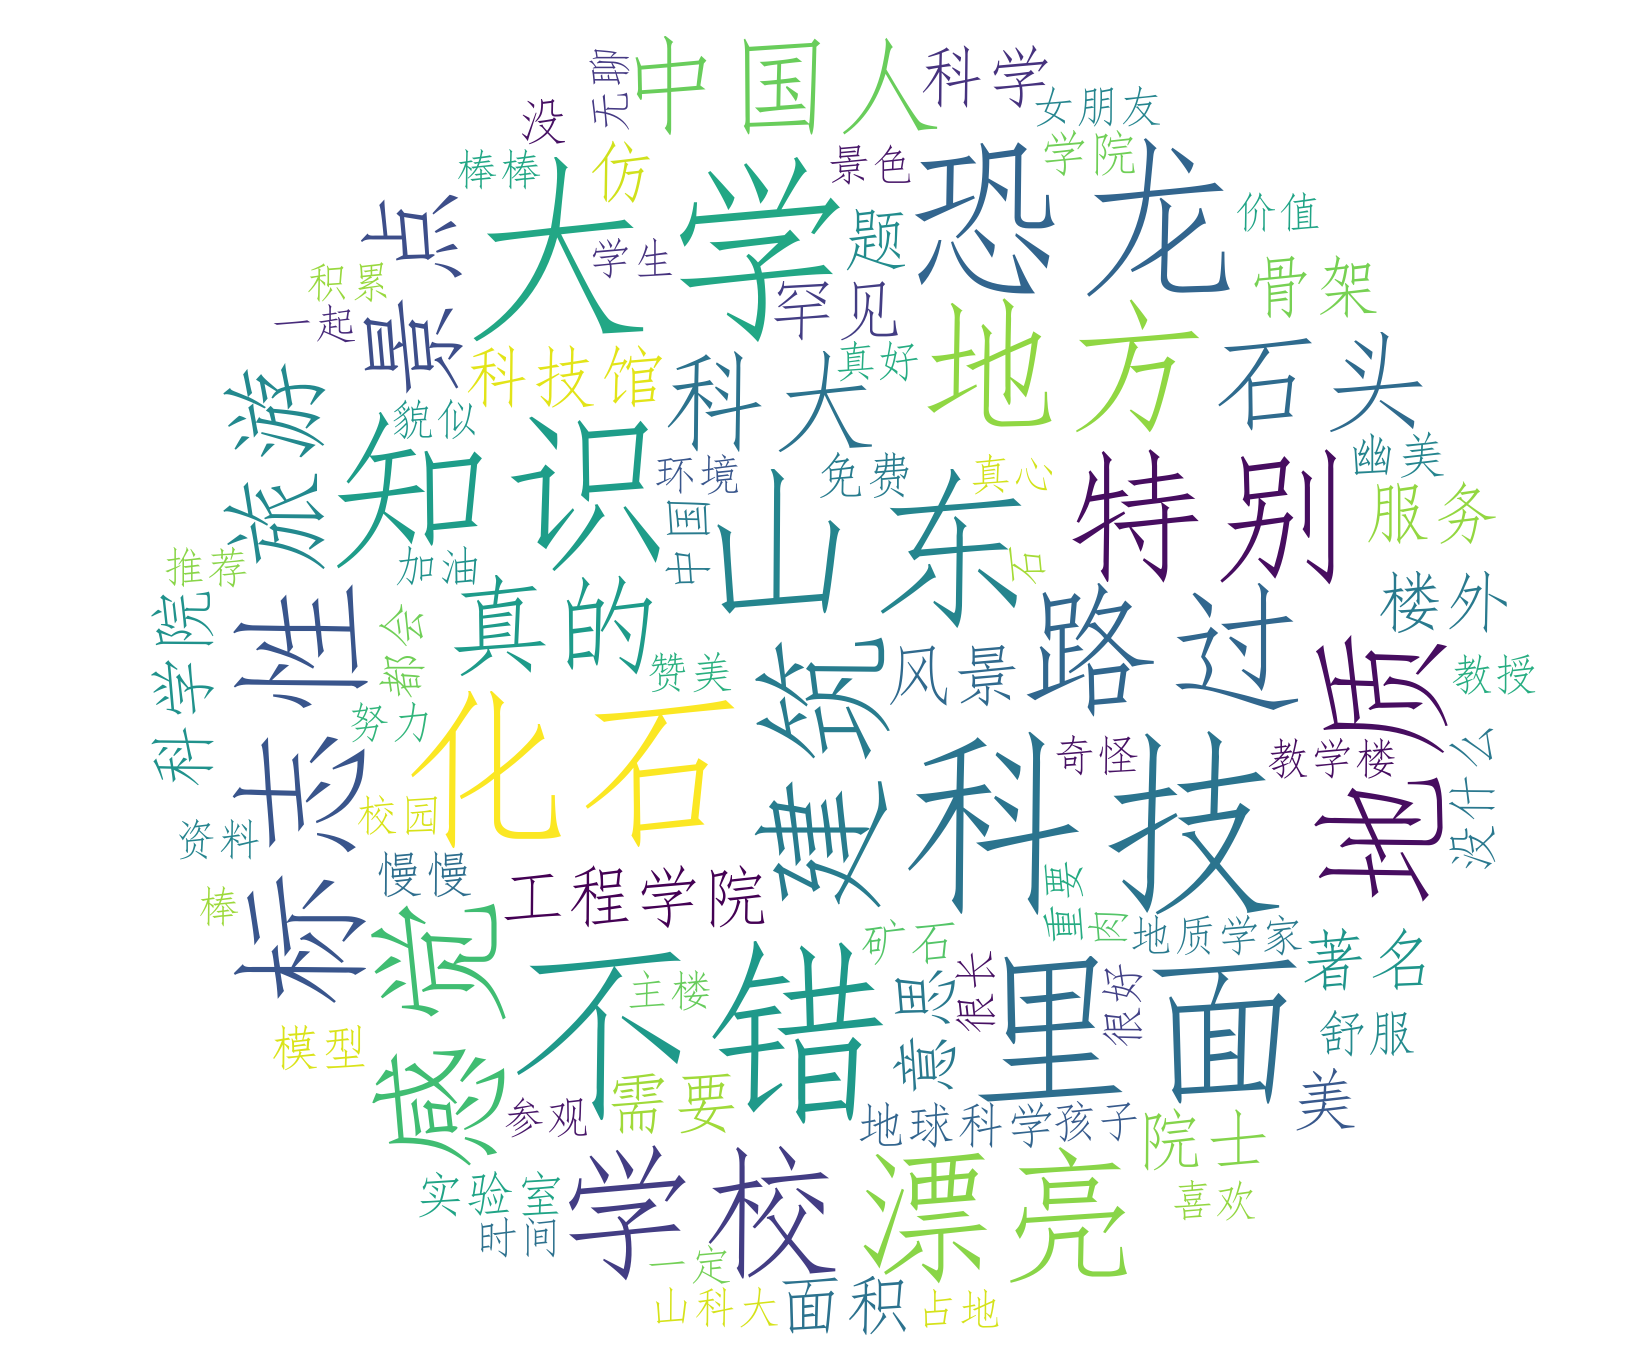 中国人
科学
无聊
没
女朋友
棒棒
仿
景色
恐龙
学院
大学
学生
题
价值
景点
积累
一起
罕见
骨架
地方
科技馆
科大
真好
石头
旅游
貌似
知识
环境
免费
真心
特别
幽美
服务
中国
山东
石
推荐
加油
楼外
科学院
标志性
都会
真的
赞美
建筑
风景
路过
地质
教授
努力
化石
科技
奇怪
教学楼
没什么
校园
资料
慢慢
棒
工程学院
重要
肉
地质学家
感觉
不错
矿石
主楼
意思
很长
里面
很好
著名
舒服
模型
参观
需要
地球科学
孩子
院士
美
实验室
时间
学校
漂亮
喜欢
一定
山科大
面积
占地